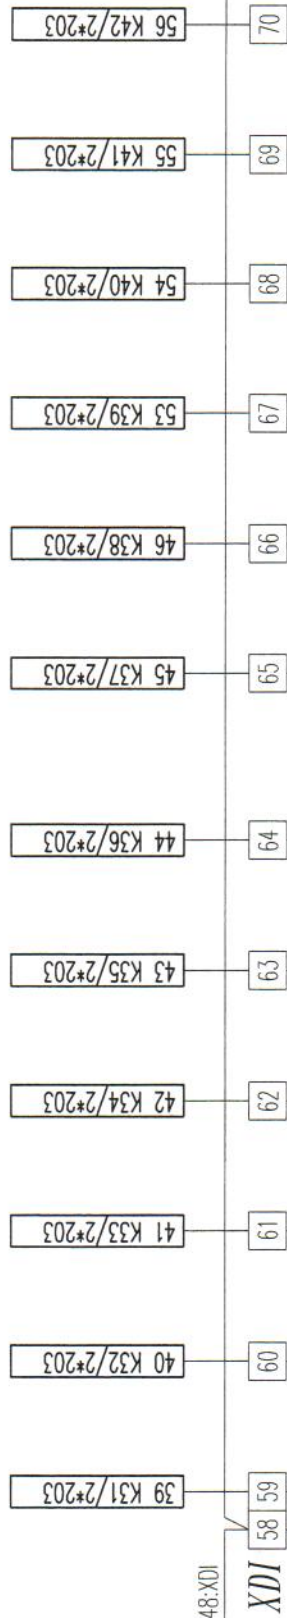 56 K42/2*203
70
55 K41/2*203
69
54 K40/2*203
68
53 K39/2*203
67
46 K38/2*203
66
45 K37/2*203
65
44 K36/2*203
64
43 K35/2*203
63
42 K34/2*203
62
41 K33/2*203
61
40 K32/2*203
60
39 K31/2*203
59
58
48:XDI
XDI